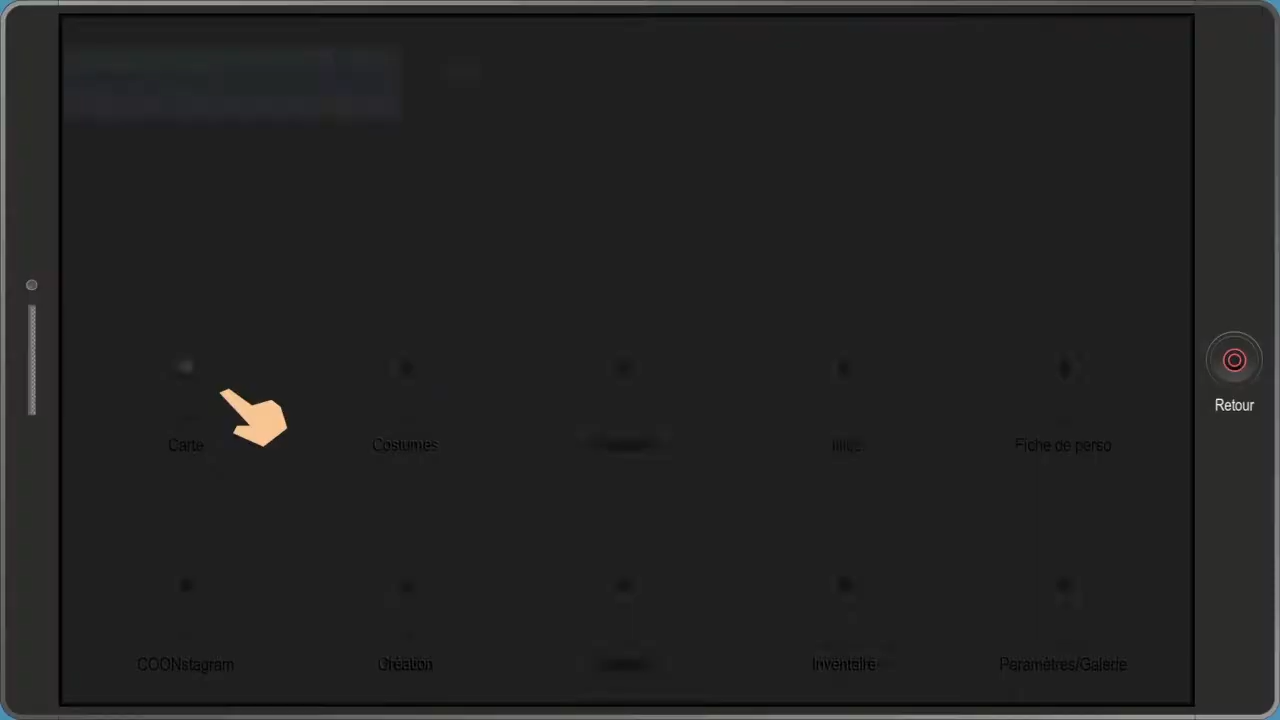 Retour
Carte
Costumes
Fiche de perso
COONstagram
Création
Inventaire
Paramètres/Galerie